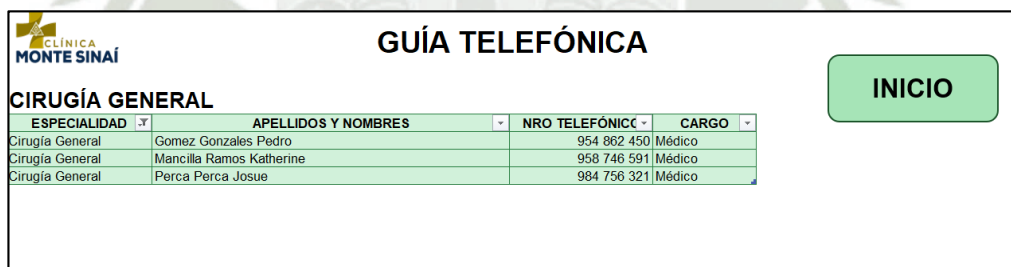 CLÍNICA
MONTE SINAÍ
GUÍA TELEFÓNICA
INICIO
CIRUGÍA GENERAL
ESPECIALIDAD APELLIDOS Y NOMBRES NRO TELEFÓNICO CARGO
Cirugía General Gomez Gonzales Pedro 954 862 450 Médico
Cirugía General Mancilla Ramos Katherine 958 746 591 Médico
Cirugía General Perca Perca Josue 984 756 321 Médico